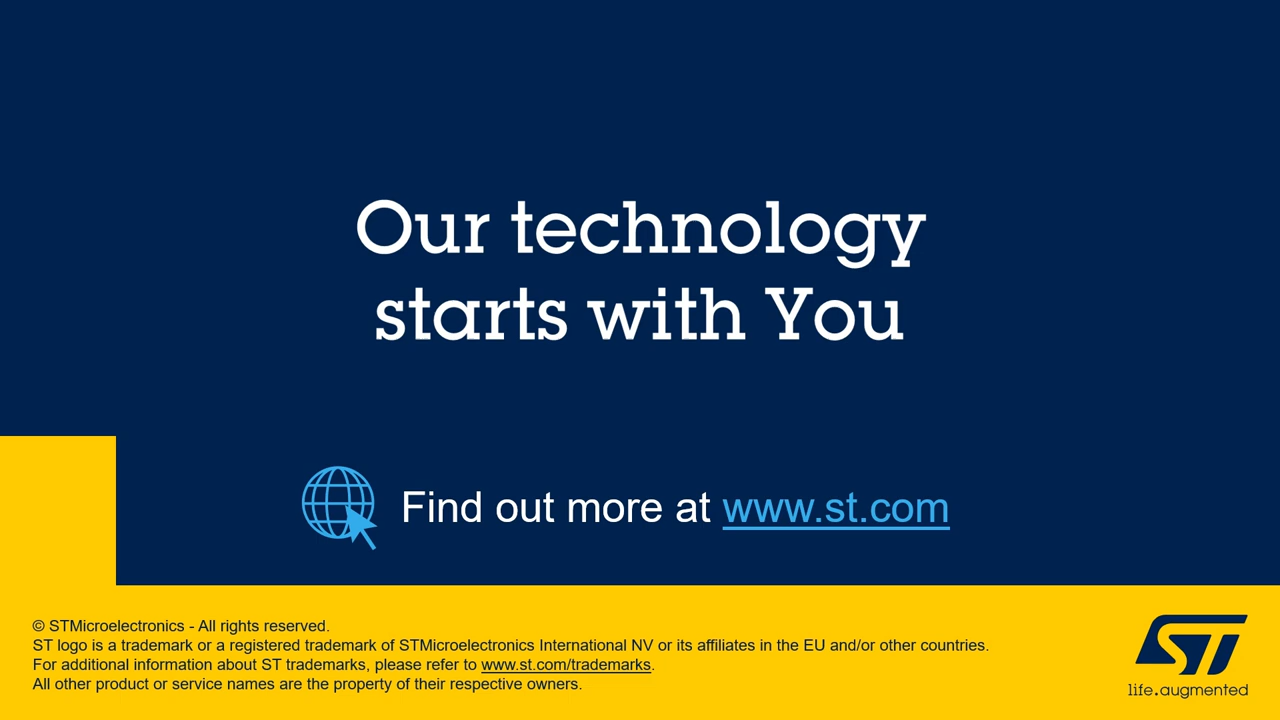 Our technology
starts with You
Find out more at www.st.com
© STMicroelectronics - All rights reserved.
ST logo is a trademark or a registered trademark of STMicroelectronics International NV or its affiliates in the EU and/or other countries.
For additional information about ST trademarks, please refer to www.st.com/trademarks.
All other product or service names are the property of their respective owners.
ST
life.augmented